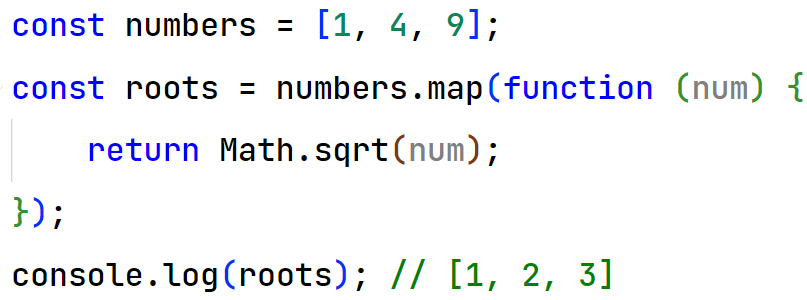 const numbers = [1, 4, 9];
const roots = numbers.map(function (num) {
    return Math.sqrt(num);
});
console.log(roots); // [1, 2, 3]